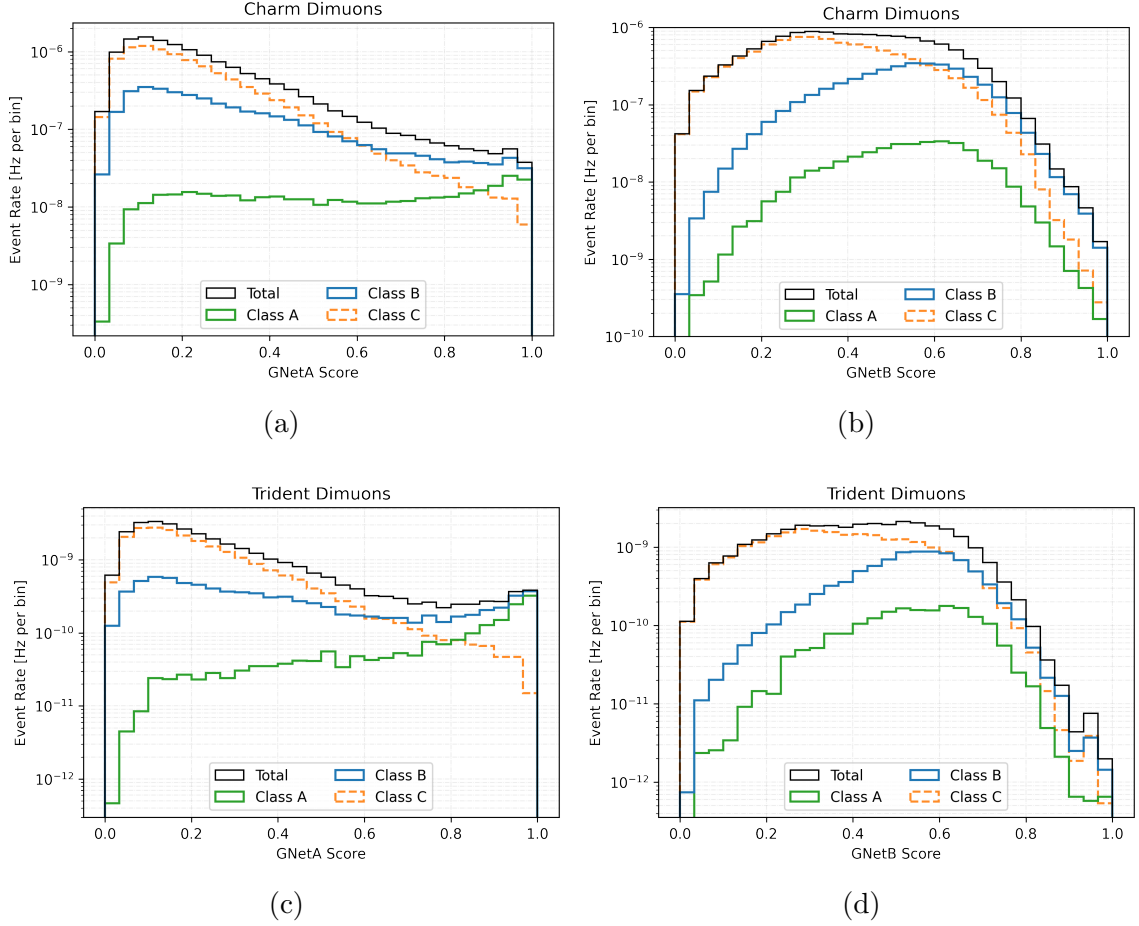 Charm Dimuons
Event Rate [Hz per bin]
10⁻⁶
10⁻⁷
10⁻⁸
10⁻⁹
Total
Class A
Class B
Class C
0.0 0.2 0.4 0.6 0.8 1.0
GNetA Score
(a)
Charm Dimuons
Event Rate [Hz per bin]
10⁻⁶
10⁻⁷
10⁻⁸
10⁻⁹
10⁻¹⁰
Total
Class A
Class B
Class C
0.0 0.2 0.4 0.6 0.8 1.0
GNetB Score
(b)
Trident Dimuons
Event Rate [Hz per bin]
10⁻⁹
10⁻¹⁰
10⁻¹¹
10⁻¹²
Total
Class A
Class B
Class C
0.0 0.2 0.4 0.6 0.8 1.0
GNetA Score
(c)
Trident Dimuons
Event Rate [Hz per bin]
10⁻⁹
10⁻¹⁰
10⁻¹¹
10⁻¹²
Total
Class A
Class B
Class C
0.0 0.2 0.4 0.6 0.8 1.0
GNetB Score
(d)